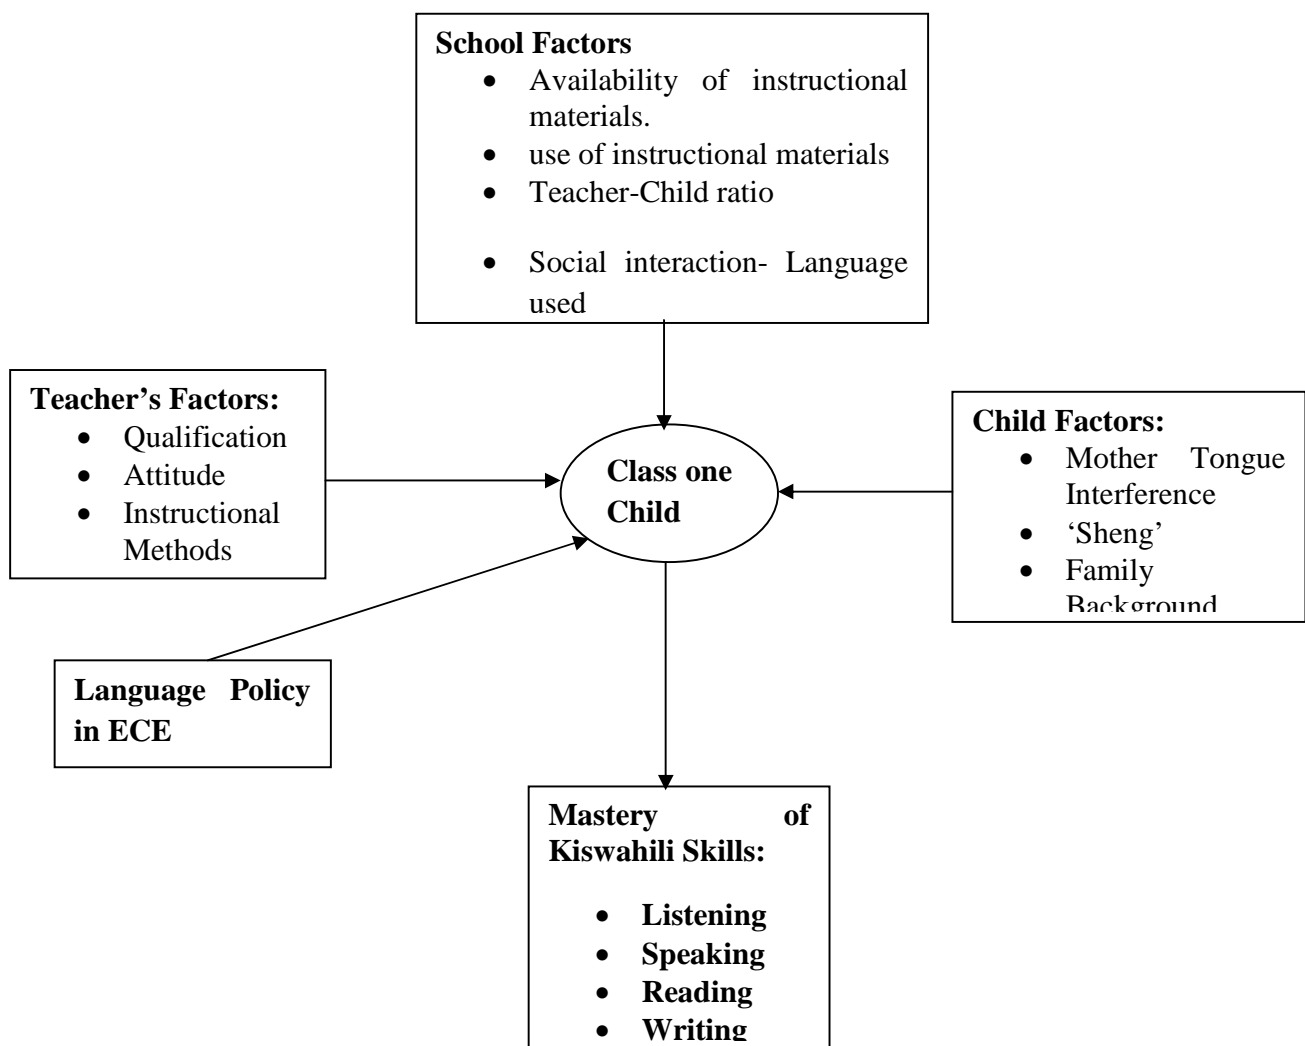 School Factors
• Availability of instructional
materials.
• use of instructional materials
• Teacher-Child ratio
• Social interaction- Language
used
Teacher’s Factors:
• Qualification
• Attitude
• Instructional
Methods
Class one
Child
Child Factors:
• Mother Tongue
Interference
• ‘Sheng’
• Family
Background
Language Policy
in ECE
Mastery of
Kiswahili Skills:
• Listening
• Speaking
• Reading
• Writing